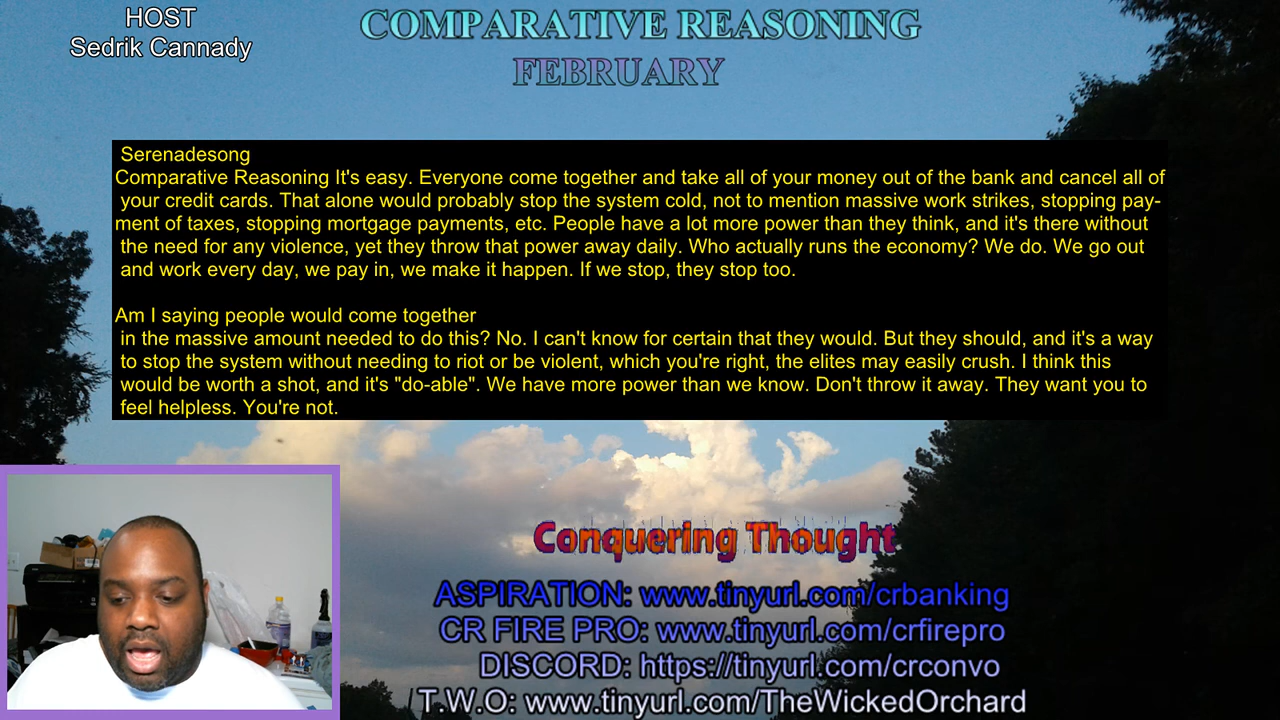 HOST
Sedrik Cannady
COMPARATIVE REASONING
FEBRUARY
Serenadesong
Comparative Reasoning It's easy. Everyone come together and take all of your money out of the bank and cancel all of
your credit cards. That alone would probably stop the system cold, not to mention massive work strikes, stopping pay-
ment of taxes, stopping mortgage payments, etc. People have a lot more power than they think, and it's there without
the need for any violence, yet they throw that power away daily. Who actually runs the economy? We do. We go out
and work every day, we pay in, we make it happen. If we stop, they stop too.
Am I saying people would come together
in the massive amount needed to do this? No. I can't know for certain that they would. But they should, and it's a way
to stop the system without needing to riot or be violent, which you're right, the elites may easily crush. I think this
would be worth a shot, and it's "do-able". We have more power than we know. Don't throw it away. They want you to
feel helpless. You're not.
Conquering Thought
ASPIRATION: www.tinyurl.com/crbanking
CR FIRE PRO: www.tinyurl.com/crfirepro
DISCORD: https://tinyurl.com/crconvo
T.W.O: www.tinyurl.com/TheWickedOrchard